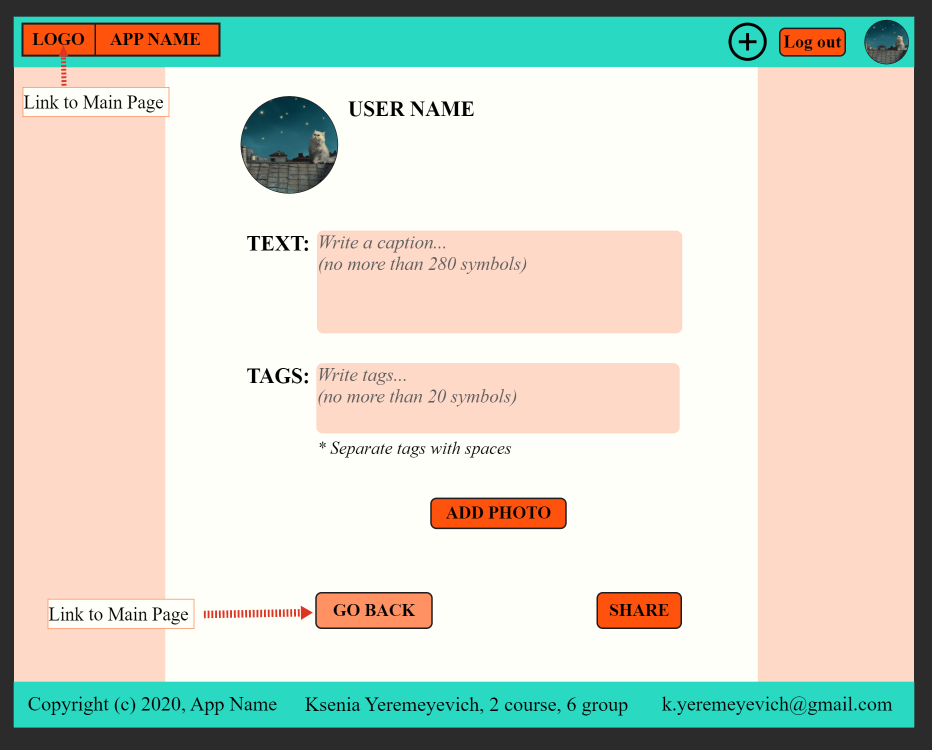 LOGO APP NAME
Log out
Link to Main Page
USER NAME
TEXT:
Write a caption...
(no more than 280 symbols)
TAGS:
Write tags...
(no more than 20 symbols)
* Separate tags with spaces
ADD PHOTO
Link to Main Page
GO BACK
SHARE
Copyright (c) 2020, App Name
Ksenia Yeremeyevich, 2 course, 6 group
k.yeremeyevich@gmail.com